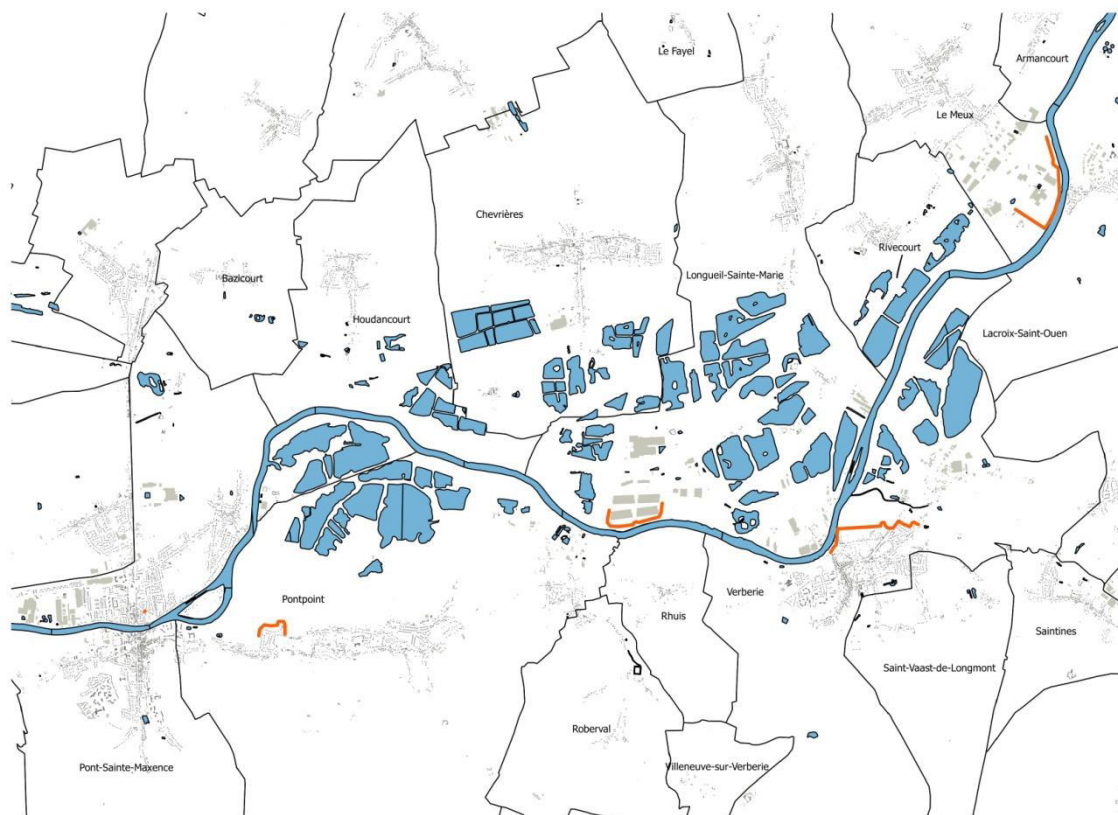 Le Fayel
Armancourt
Le Meux
Chevrières
Rivecourt
Bazicourt
Longueil-Sainte-Marie
Houdancourt
Lacroix-Saint-Ouen
Pontpoint
Verberie
Rhuis
Saintines
Saint-Vaast-de-Longmont
Roberval
Pont-Sainte-Maxence
Villeneuve-sur-Verberie